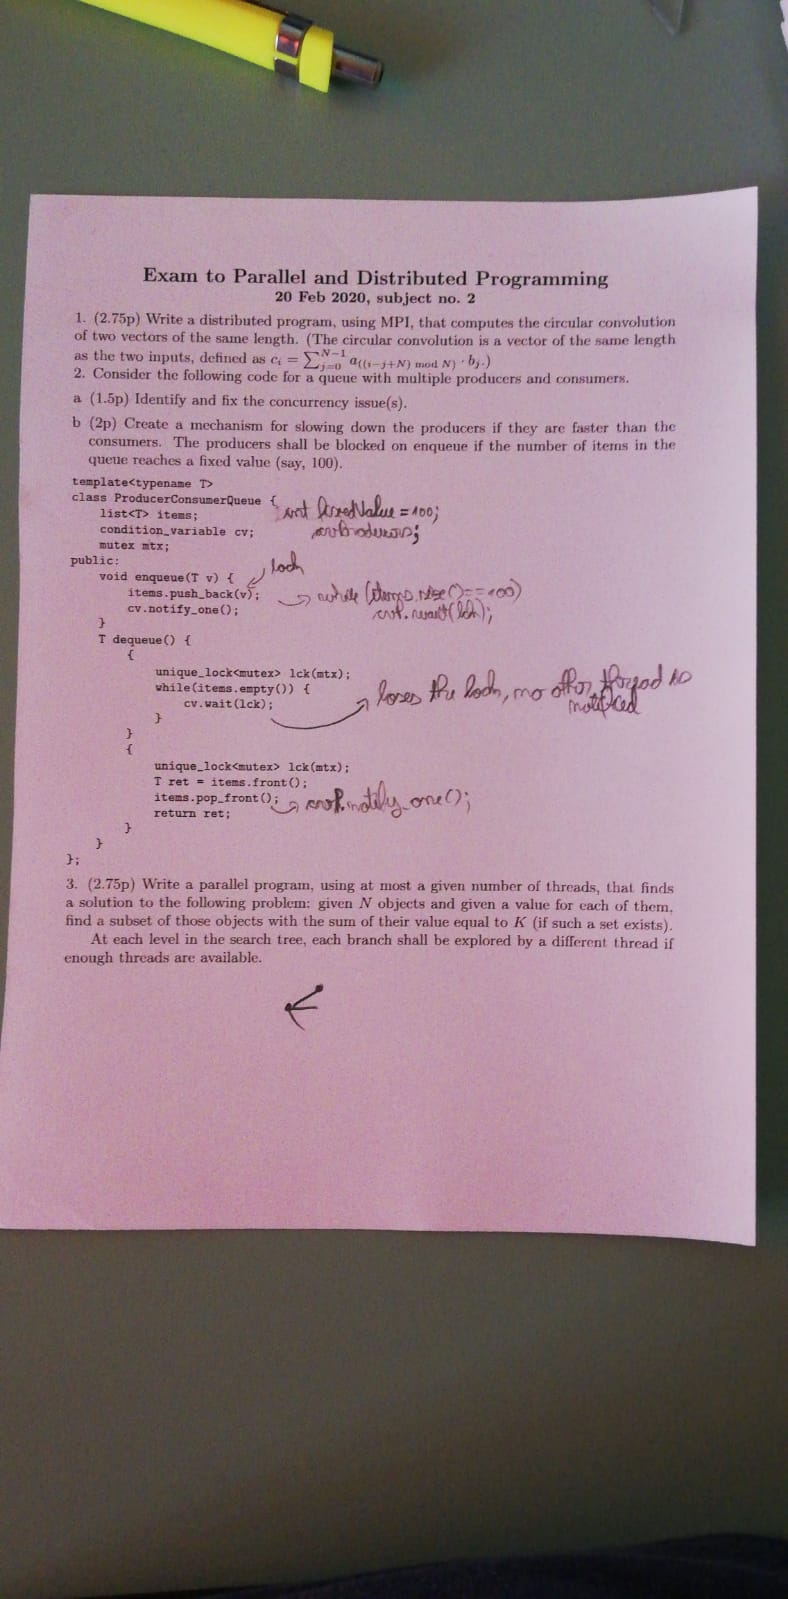 Exam to Parallel and Distributed Programming
20 Feb 2020, subject no. 2
1. (2.75p) Write a distributed program, using MPI, that computes the circular convolution
of two vectors of the same length. (The circular convolution is a vector of the same length
as the two inputs, defined as c_i = ∑_{j=0}^{N−1} a_{((i−j+N) mod N)} · b_j.)
2. Consider the following code for a queue with multiple producers and consumers.
a (1.5p) Identify and fix the concurrency issue(s).
b (2p) Create a mechanism for slowing down the producers if they are faster than the
consumers. The producers shall be blocked on enqueue if the number of items in the
queue reaches a fixed value (say, 100).
template<typename T>
class ProducerConsumerQueue {
list<T> items; int fixedValue = 100;
condition_variable cv;
mutex mtx;
public:
lock
void enqueue(T v) {
items.push_back(v); while (items.size()==100)
cv.notify_one(); wait(lck);
}
T dequeue() {
{
unique_lock<mutex> lck(mtx);
while(items.empty()) { loses the lock, no other thread is
cv.wait(lck); notified
}
}
{
unique_lock<mutex> lck(mtx);
T ret = items.front();
items.pop_front(); notify_one();
return ret;
}
}
};
3. (2.75p) Write a parallel program, using at most a given number of threads, that finds
a solution to the following problem: given N objects and given a value for each of them,
find a subset of those objects with the sum of their value equal to K (if such a set exists).
At each level in the search tree, each branch shall be explored by a different thread if
enough threads are available.